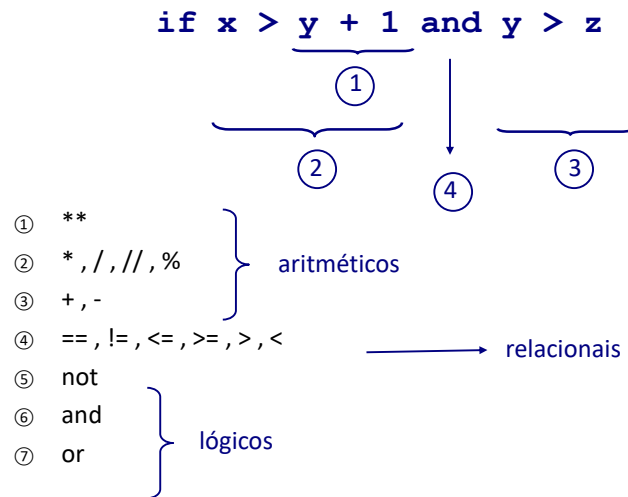 if x > y + 1 and y > z
①
② ③
④
① **
② * , / , // , %
aritméticos
③ + , -
④ == , != , <= , >= , > , <
relacionais
⑤ not
⑥ and
lógicos
⑦ or